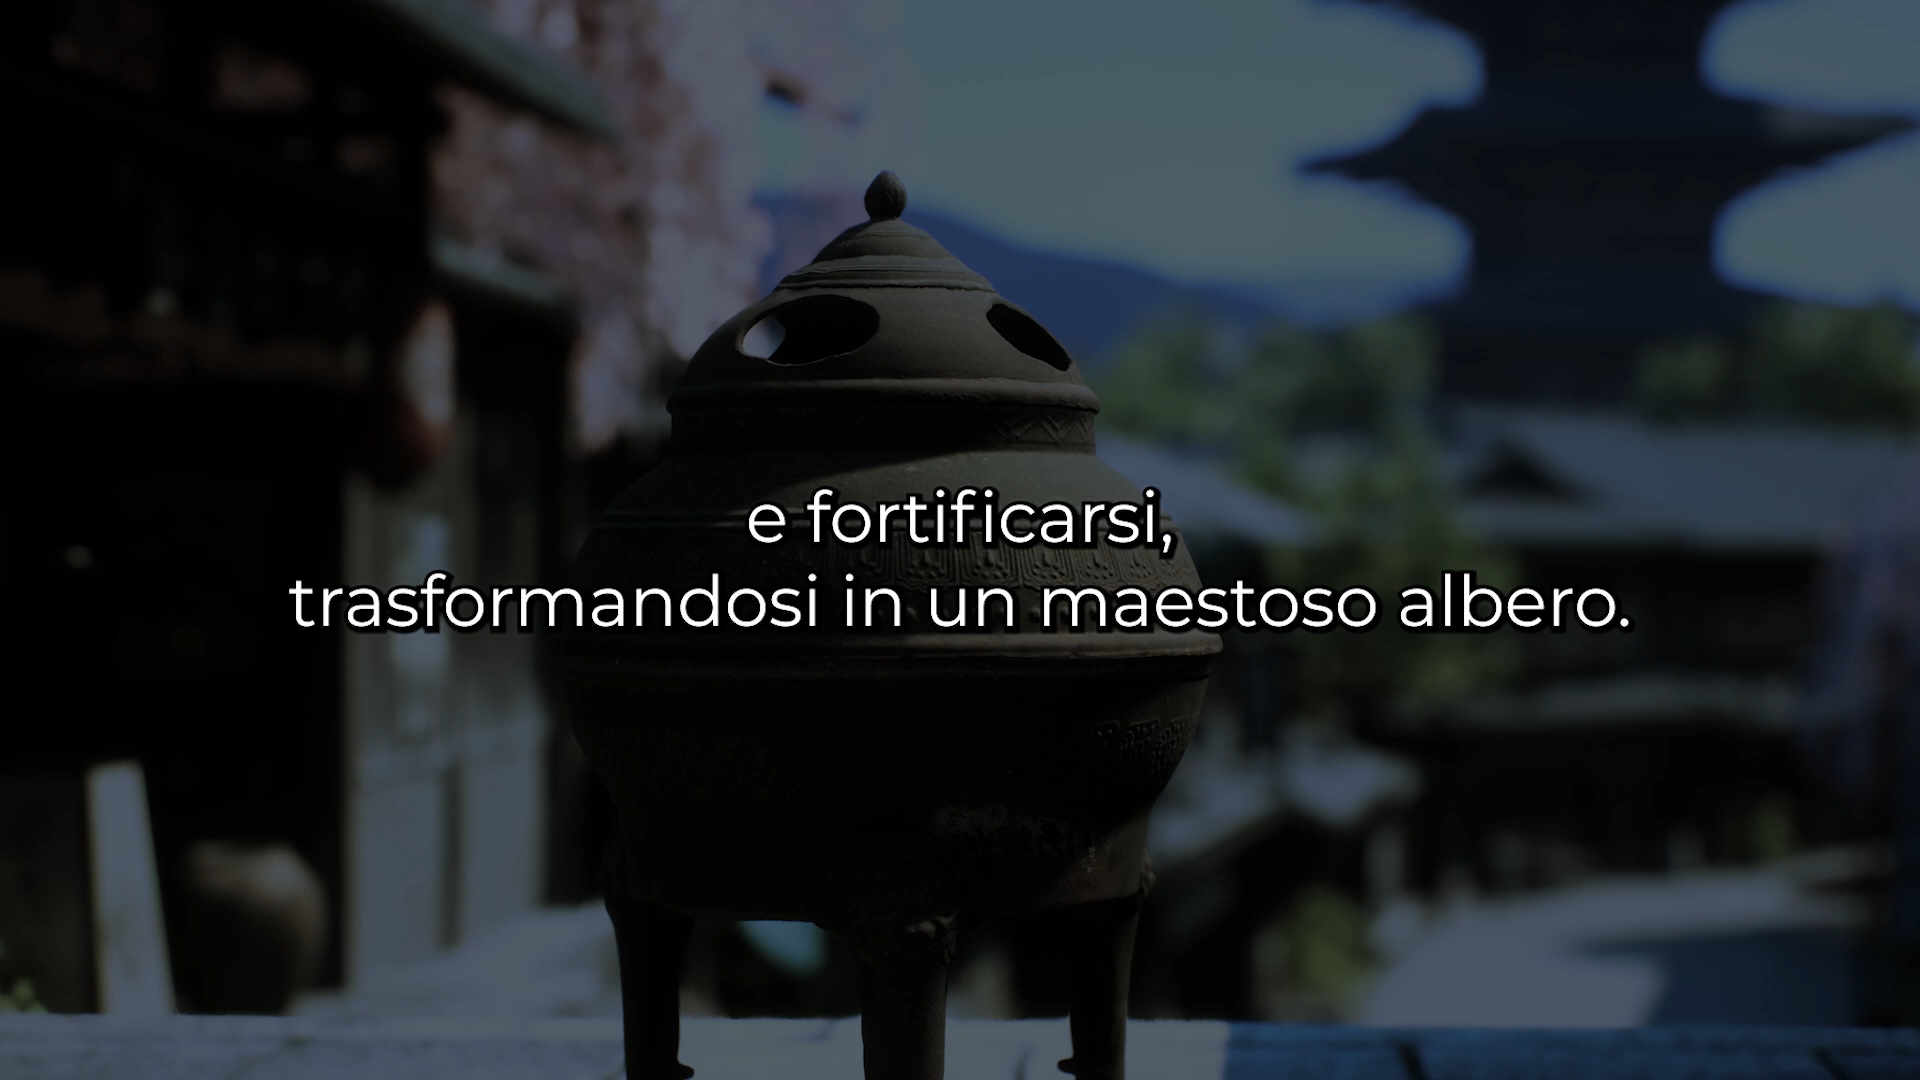 e fortificarsi,
trasformandosi in un maestoso albero.